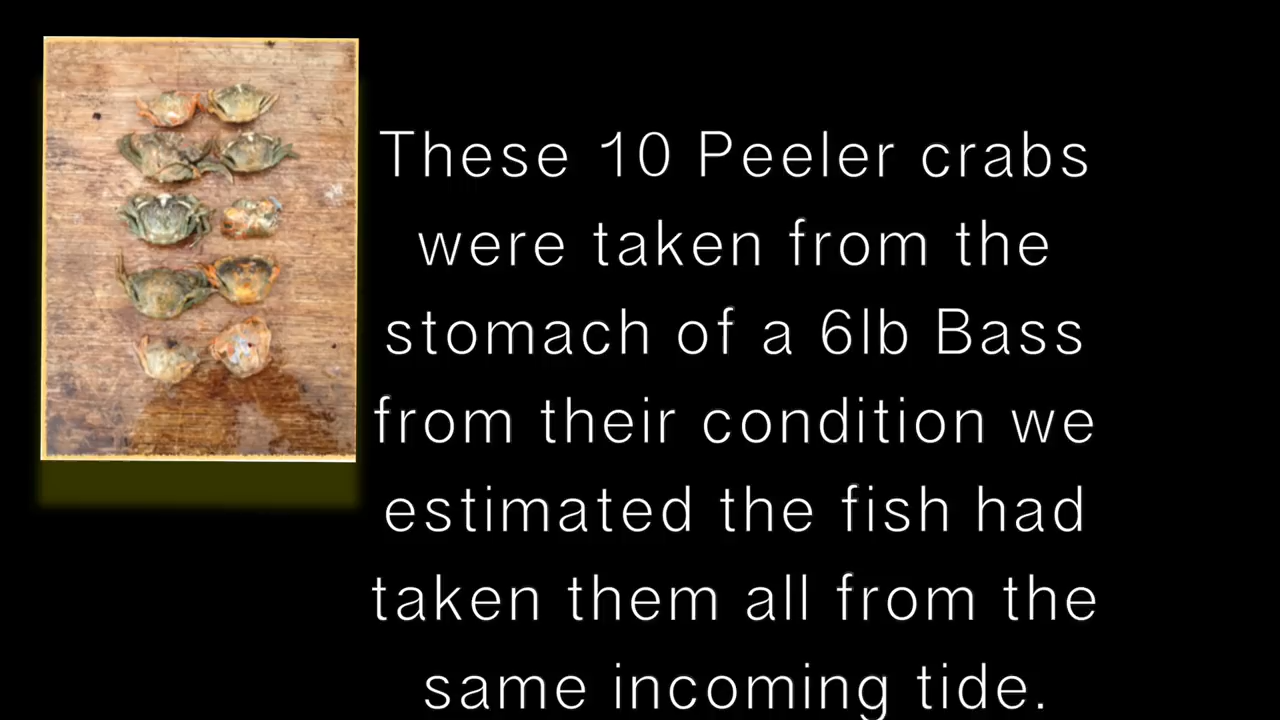 These 10 Peeler crabs
were taken from the
stomach of a 6lb Bass
from their condition we
estimated the fish had
taken them all from the
same incoming tide.